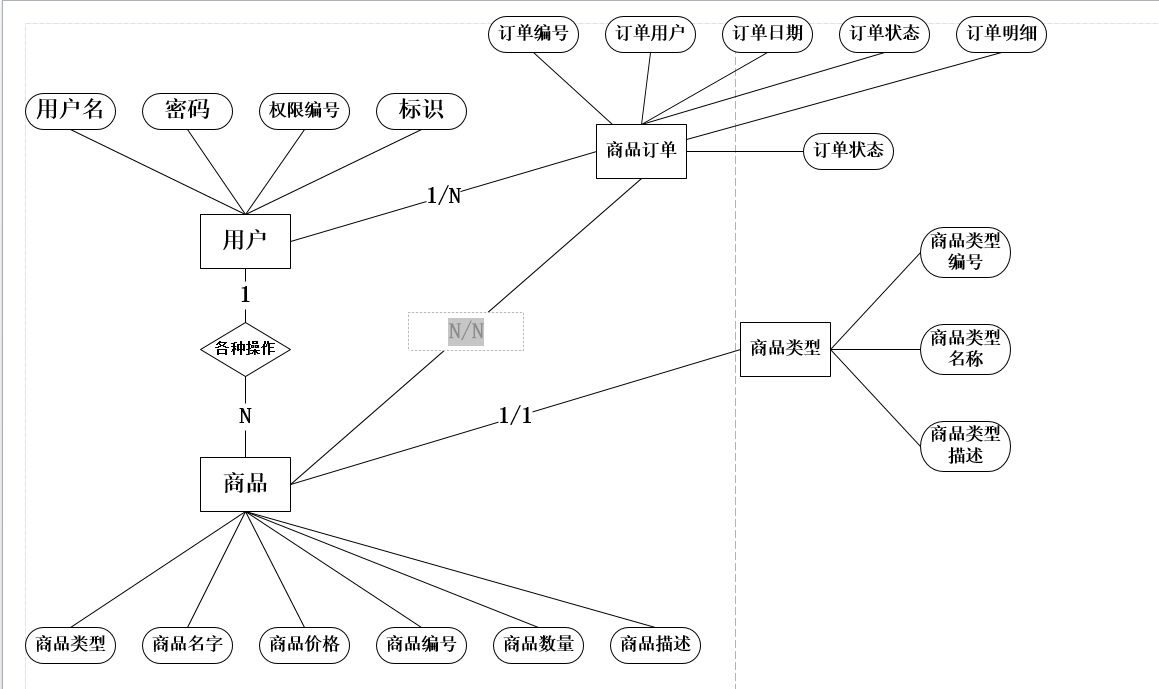 订单编号
订单用户
订单日期
订单状态
订单明细
用户名
密码
权限编号
标识
商品订单
订单状态
1/N
用户
商品类型
编号
1
N/N
各种操作
商品类型
商品类型
名称
1/1
N
商品类型
描述
商品
商品类型
商品名字
商品价格
商品编号
商品数量
商品描述